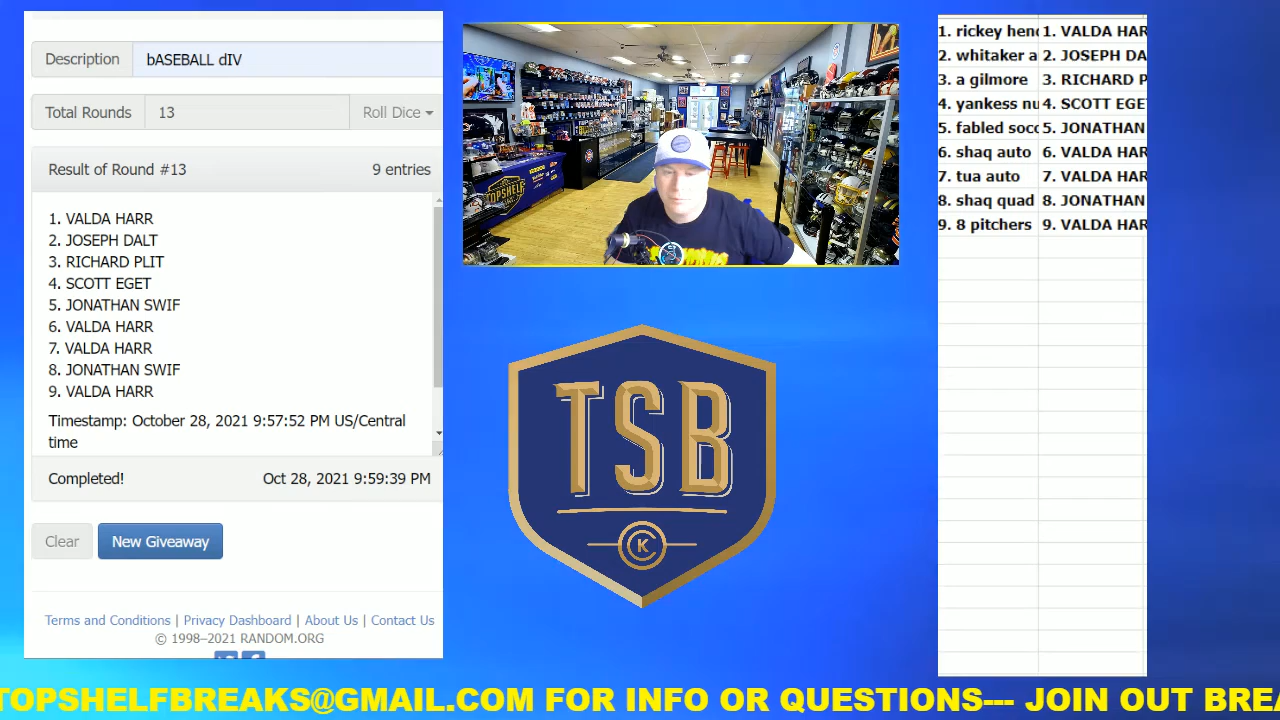 Description bASEBALL dIV
Total Rounds 13 Roll Dice
Result of Round #13 9 entries
1. VALDA HARR
2. JOSEPH DALT
3. RICHARD PLIT
4. SCOTT EGET
5. JONATHAN SWIF
6. VALDA HARR
7. VALDA HARR
8. JONATHAN SWIF
9. VALDA HARR
Timestamp: October 28, 2021 9:57:52 PM US/Central
time
Completed! Oct 28, 2021 9:59:39 PM
Clear New Giveaway
Terms and Conditions | Privacy Dashboard | About Us | Contact Us
© 1998–2021 RANDOM.ORG
TOPSHELF
TSB
CK
1. rickey hen 1. VALDA HAR
2. whitaker a 2. JOSEPH DA
3. a gilmore 3. RICHARD P
4. yankess nu 4. SCOTT EGE
5. fabled socc 5. JONATHAN
6. shaq auto 6. VALDA HAR
7. tua auto 7. VALDA HAR
8. shaq quad 8. JONATHAN
9. 8 pitchers 9. VALDA HAR
TOPSHELFBREAKS@GMAIL.COM FOR INFO OR QUESTIONS--- JOIN OUT BREA